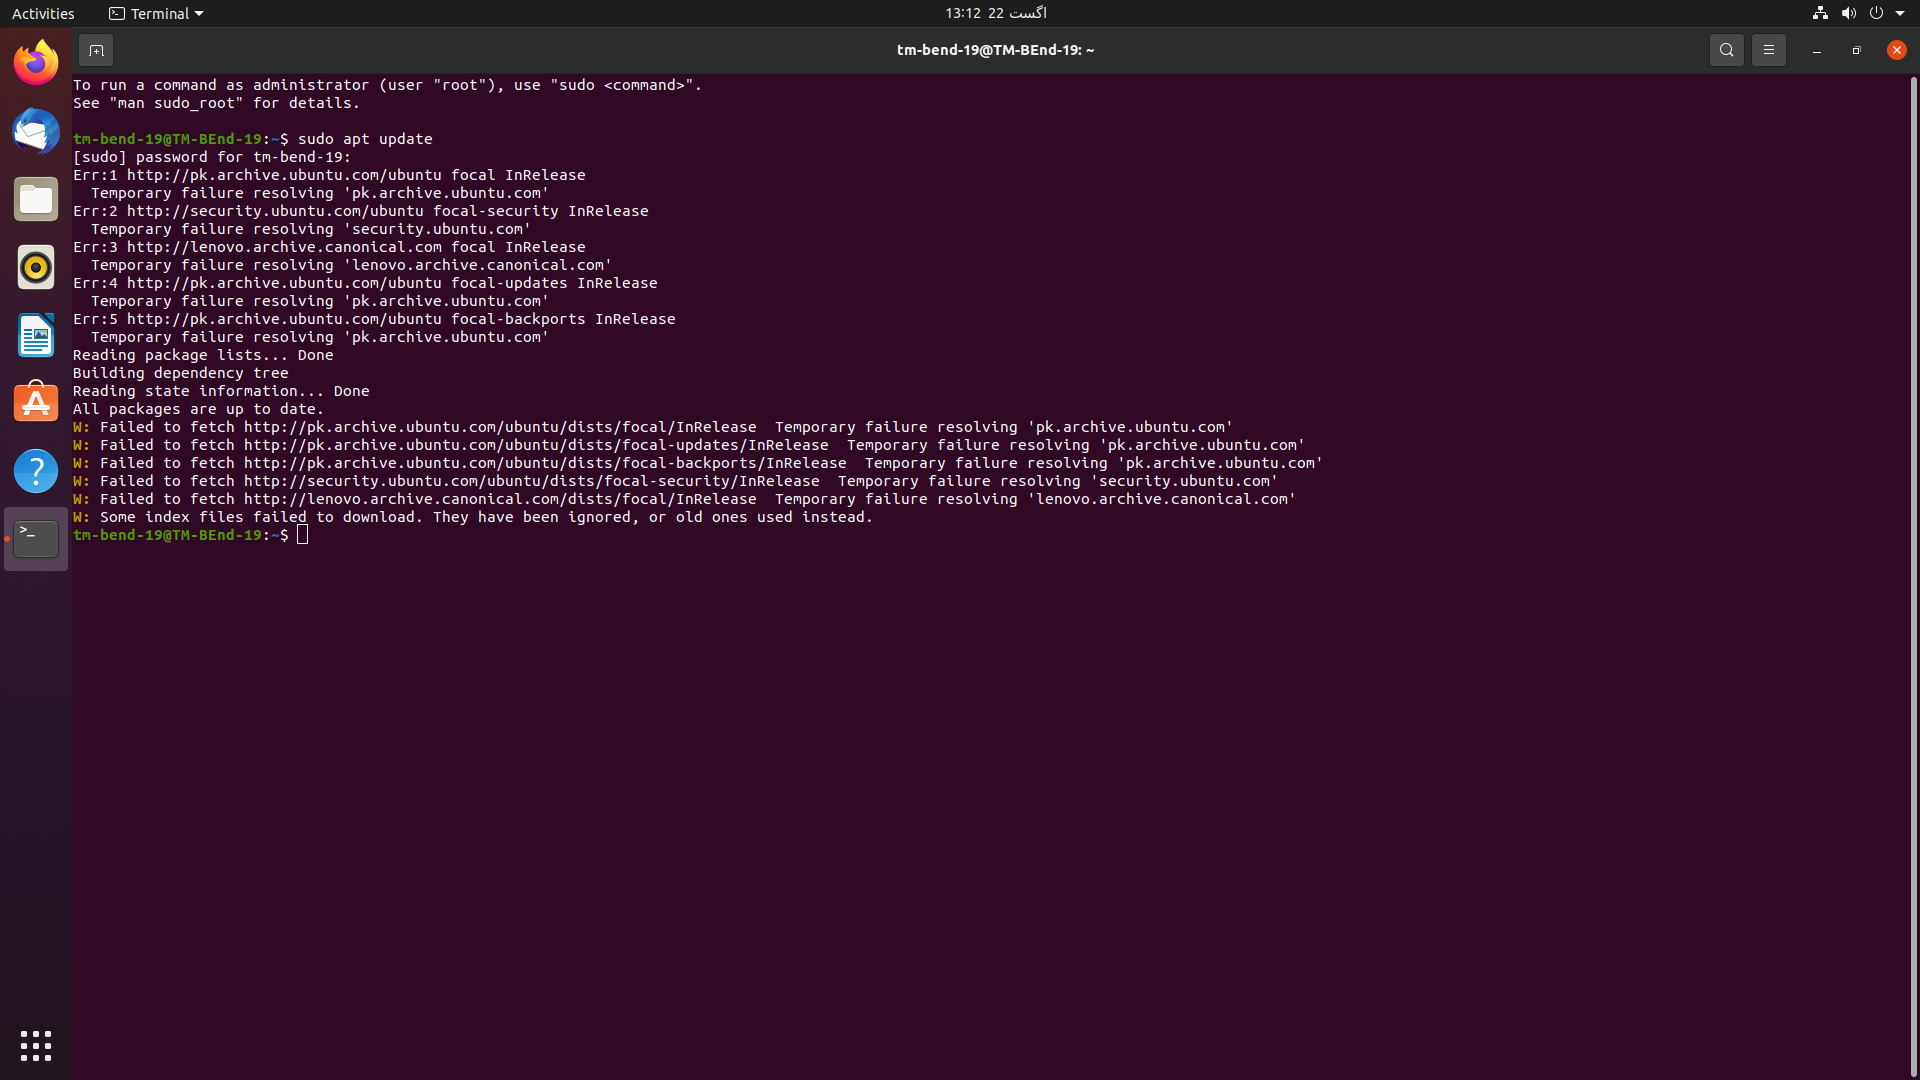 Activities
Terminal
13:12 22 اگست
tm-bend-19@TM-BEnd-19: ~
To run a command as administrator (user "root"), use "sudo <command>".
See "man sudo_root" for details.
tm-bend-19@TM-BEnd-19:~$ sudo apt update
[sudo] password for tm-bend-19:
Err:1 http://pk.archive.ubuntu.com/ubuntu focal InRelease
  Temporary failure resolving 'pk.archive.ubuntu.com'
Err:2 http://security.ubuntu.com/ubuntu focal-security InRelease
  Temporary failure resolving 'security.ubuntu.com'
Err:3 http://lenovo.archive.canonical.com focal InRelease
  Temporary failure resolving 'lenovo.archive.canonical.com'
Err:4 http://pk.archive.ubuntu.com/ubuntu focal-updates InRelease
  Temporary failure resolving 'pk.archive.ubuntu.com'
Err:5 http://pk.archive.ubuntu.com/ubuntu focal-backports InRelease
  Temporary failure resolving 'pk.archive.ubuntu.com'
Reading package lists... Done
Building dependency tree
Reading state information... Done
All packages are up to date.
W: Failed to fetch http://pk.archive.ubuntu.com/ubuntu/dists/focal/InRelease  Temporary failure resolving 'pk.archive.ubuntu.com'
W: Failed to fetch http://pk.archive.ubuntu.com/ubuntu/dists/focal-updates/InRelease  Temporary failure resolving 'pk.archive.ubuntu.com'
W: Failed to fetch http://pk.archive.ubuntu.com/ubuntu/dists/focal-backports/InRelease  Temporary failure resolving 'pk.archive.ubuntu.com'
W: Failed to fetch http://security.ubuntu.com/ubuntu/dists/focal-security/InRelease  Temporary failure resolving 'security.ubuntu.com'
W: Failed to fetch http://lenovo.archive.canonical.com/dists/focal/InRelease  Temporary failure resolving 'lenovo.archive.canonical.com'
W: Some index files failed to download. They have been ignored, or old ones used instead.
tm-bend-19@TM-BEnd-19:~$